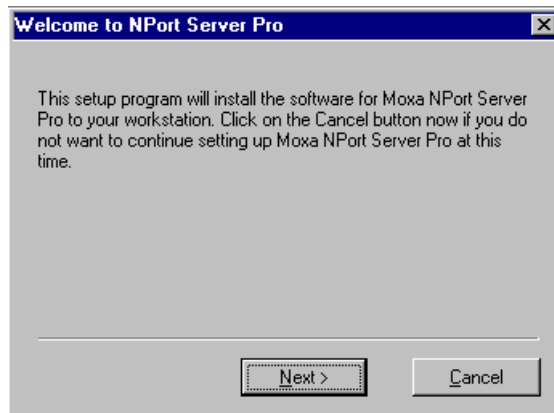 Welcome to NPort Server Pro
This setup program will install the software for Moxa NPort Server
Pro to your workstation. Click on the Cancel button now if you do
not want to continue setting up Moxa NPort Server Pro at this
time.
Next >
Cancel